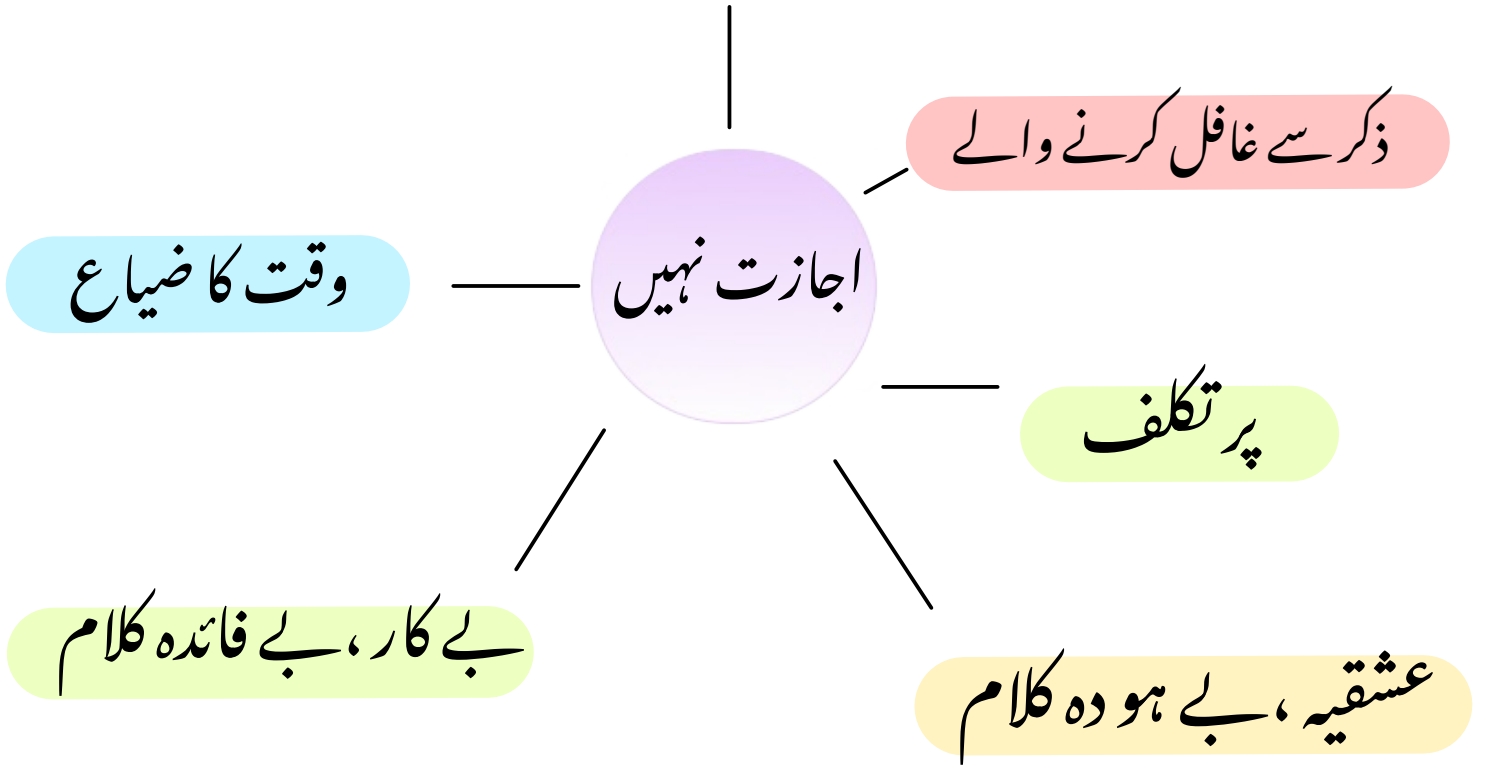 ذکر سے غافل کرنے والے
اجازت نہیں
وقت کا ضیاع
پر تکلف
بے کار، بے فائدہ کلام
عشقیہ، بے ہودہ کلام